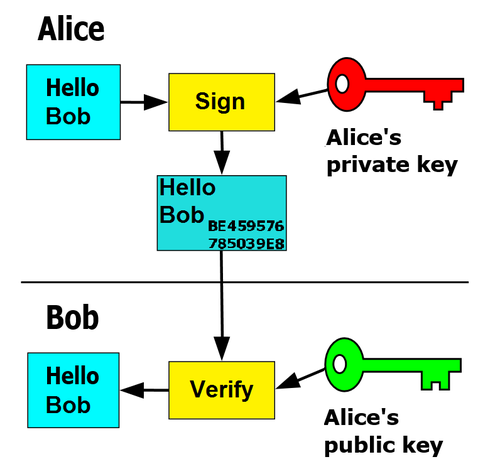 Alice
Hello
Bob
Sign
Alice's
private key
Hello
Bob
BE459576
785039E8
Bob
Hello
Bob
Verify
Alice's
public key